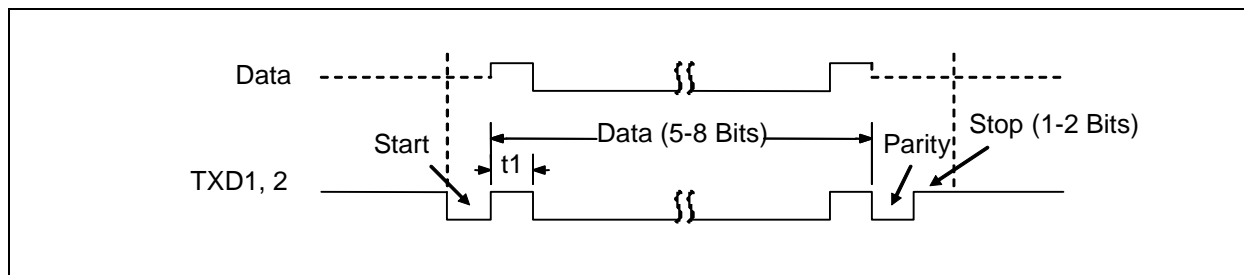 Data
Data (5-8 Bits)
Stop (1-2 Bits)
Start
Parity
t1
TXD1, 2